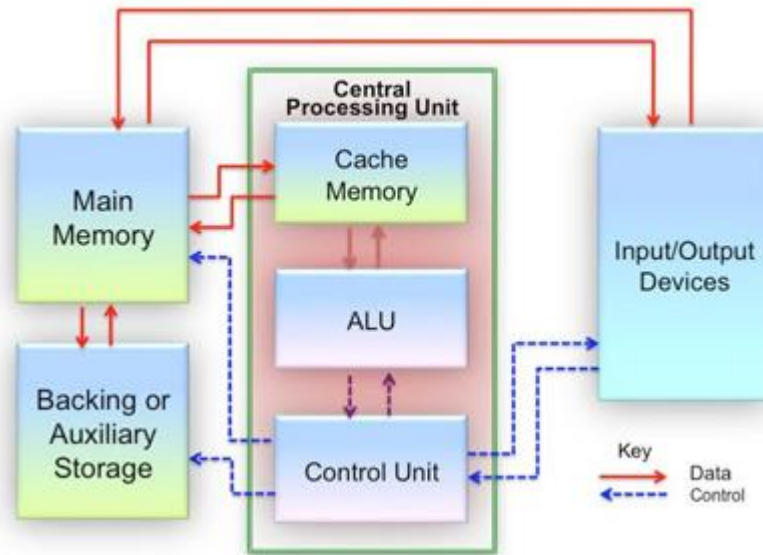 Central
Processing Unit
Cache
Memory
Main
Memory
Input/Output
Devices
ALU
Backing or
Auxiliary
Storage
Control Unit
Key
Data
Control